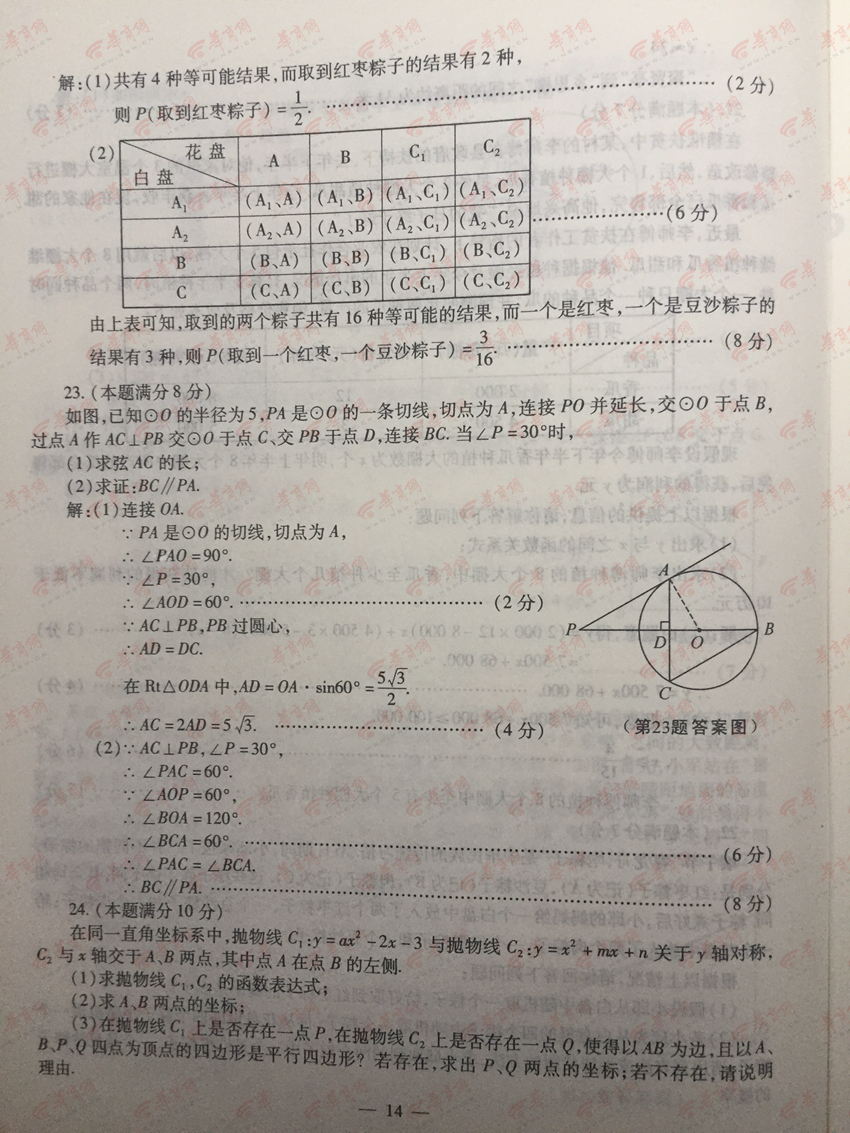 解:(1)共有4种等可能结果,而取到红枣粽子的结果有2种,
则P(取到红枣粽子)=1/2. (2分)
(2)
花盘 A B C₁ C₂
白盘
A₁ (A₁、A) (A₁、B) (A₁、C₁) (A₁、C₂)
A₂ (A₂、A) (A₂、B) (A₂、C₁) (A₂、C₂) (6分)
B (B、A) (B、B) (B、C₁) (B、C₂)
C (C、A) (C、B) (C、C₁) (C、C₂)
由上表可知,取到的两个粽子共有16种等可能的结果,而一个是红枣,一个是豆沙粽子的
结果有3种,则P(取到一个红枣,一个豆沙粽子)=3/16. (8分)
23.(本题满分8分)
如图,已知⊙O的半径为5,PA是⊙O的一条切线,切点为A,连接PO并延长,交⊙O于点B,
过点A作AC⊥PB交⊙O于点C、交PB于点D,连接BC.当∠P=30°时,
(1)求弦AC的长;
(2)求证:BC∥PA.
解:(1)连接OA.
∵PA是⊙O的切线,切点为A,
∴∠PAO=90°.
∵∠P=30°,
∴∠AOD=60°. (2分)
∵AC⊥PB,PB过圆心,
∴AD=DC.
在Rt△ODA中,AD=OA·sin60°=5√3/2.
∴AC=2AD=5√3. (4分)
A
P
D
O
B
C
(第23题答案图)
(2)∵AC⊥PB,∠P=30°,
∴∠PAC=60°.
∵∠AOP=60°,
∴∠BOA=120°.
∴∠BCA=60°. (6分)
∴∠PAC=∠BCA.
∴BC∥PA. (8分)
24.(本题满分10分)
在同一直角坐标系中,抛物线C₁:y=ax²-2x-3与抛物线C₂:y=x²+mx+n关于y轴对称,
C₂与x轴交于A、B两点,其中点A在点B的左侧.
(1)求抛物线C₁,C₂的函数表达式;
(2)求A、B两点的坐标;
(3)在抛物线C₁上是否存在一点P,在抛物线C₂上是否存在一点Q,使得以AB为边,且以A、
B、P、Q四点为顶点的四边形是平行四边形?若存在,求出P、Q两点的坐标;若不存在,请说明
理由.
— 14 —